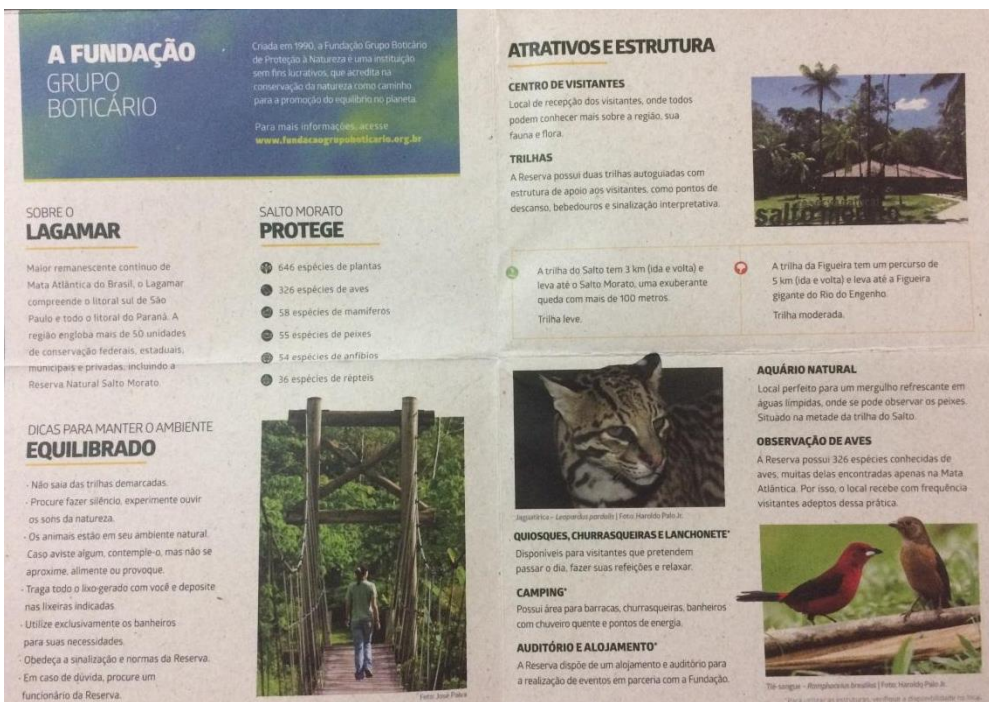 A FUNDAÇÃO
GRUPO
BOTICÁRIO
Criada em 1990, a Fundação Grupo Boticário
de Proteção à Natureza é uma instituição
sem fins lucrativos, que acredita na
conservação da natureza como caminho
para a promoção do equilíbrio no planeta.
Para mais informações, acesse
www.fundacaogrupoboticario.org.br
SOBRE O
LAGAMAR
Maior remanescente contínuo de
Mata Atlântica do Brasil, o Lagamar
compreende o litoral sul de São
Paulo e todo o litoral do Paraná. A
região engloba mais de 50 unidades
de conservação federais, estaduais,
municipais e privadas, incluindo a
Reserva Natural Salto Morato.
SALTO MORATO
PROTEGE
646 espécies de plantas
326 espécies de aves
58 espécies de mamíferos
55 espécies de peixes
54 espécies de anfíbios
36 espécies de répteis
DICAS PARA MANTER O AMBIENTE
EQUILIBRADO
· Não saia das trilhas demarcadas.
· Procure fazer silêncio, experimente ouvir
os sons da natureza.
· Os animais estão em seu ambiente natural.
Caso aviste algum, contemple-o, mas não se
aproxime, alimente ou provoque.
· Traga todo o lixo gerado com você e deposite
nas lixeiras indicadas
· Utilize exclusivamente os banheiros
para suas necessidades.
· Obedeça a sinalização e normas da Reserva.
· Em caso de dúvida, procure um
funcionário da Reserva.
Foto: José Paiva
ATRATIVOS E ESTRUTURA
CENTRO DE VISITANTES
Local de recepção dos visitantes, onde todos
podem conhecer mais sobre a região, sua
fauna e flora.
TRILHAS
A Reserva possui duas trilhas autoguiadas com
estrutura de apoio aos visitantes, como pontos de
descanso, bebedouros e sinalização interpretativa.
salto morato
A trilha do Salto tem 3 km (ida e volta) e
leva até o Salto Morato, uma exuberante
queda com mais de 100 metros.
Trilha leve.
A trilha da Figueira tem um percurso de
5 km (ida e volta) e leva até a Figueira
gigante do Rio do Engenho.
Trilha moderada.
Jaguatirica – Leopardus pardalis | Foto: Haroldo Palo Jr.
AQUÁRIO NATURAL
Local perfeito para um mergulho refrescante em
águas límpidas, onde se pode observar os peixes.
Situado na metade da trilha do Salto.
OBSERVAÇÃO DE AVES
A Reserva possui 326 espécies conhecidas de
aves, muitas delas encontradas apenas na Mata
Atlântica. Por isso, o local recebe com frequência
visitantes adeptos dessa prática.
QUIOSQUES, CHURRASQUEIRAS E LANCHONETE*
Disponíveis para visitantes que pretendem
passar o dia, fazer suas refeições e relaxar.
CAMPING*
Possui área para barracas, churrasqueiras, banheiros
com chuveiro quente e pontos de energia.
AUDITÓRIO E ALOJAMENTO*
A Reserva dispõe de um alojamento e auditório para
a realização de eventos em parceria com a Fundação.
Tiê-sangue – Ramphocelus bresilius | Foto: Haroldo Palo Jr.